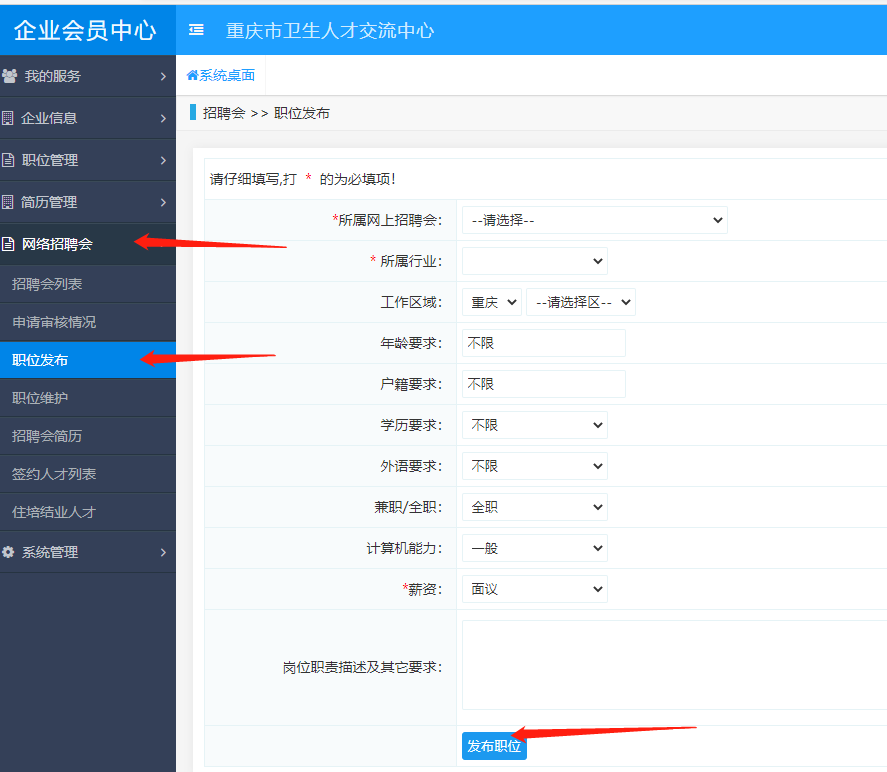 企业会员中心
重庆市卫生人才交流中心
我的服务
企业信息
职位管理
简历管理
网络招聘会
招聘会列表
申请审核情况
职位发布
职位维护
招聘会简历
签约人才列表
住培结业人才
系统管理
系统桌面
招聘会 >> 职位发布
请仔细填写,打 * 的为必填项!
*所属网上招聘会: --请选择--
* 所属行业:
工作区域: 重庆 --请选择区--
年龄要求: 不限
户籍要求: 不限
学历要求: 不限
外语要求: 不限
兼职/全职: 全职
计算机能力: 一般
*薪资: 面议
岗位职责描述及其它要求:
发布职位